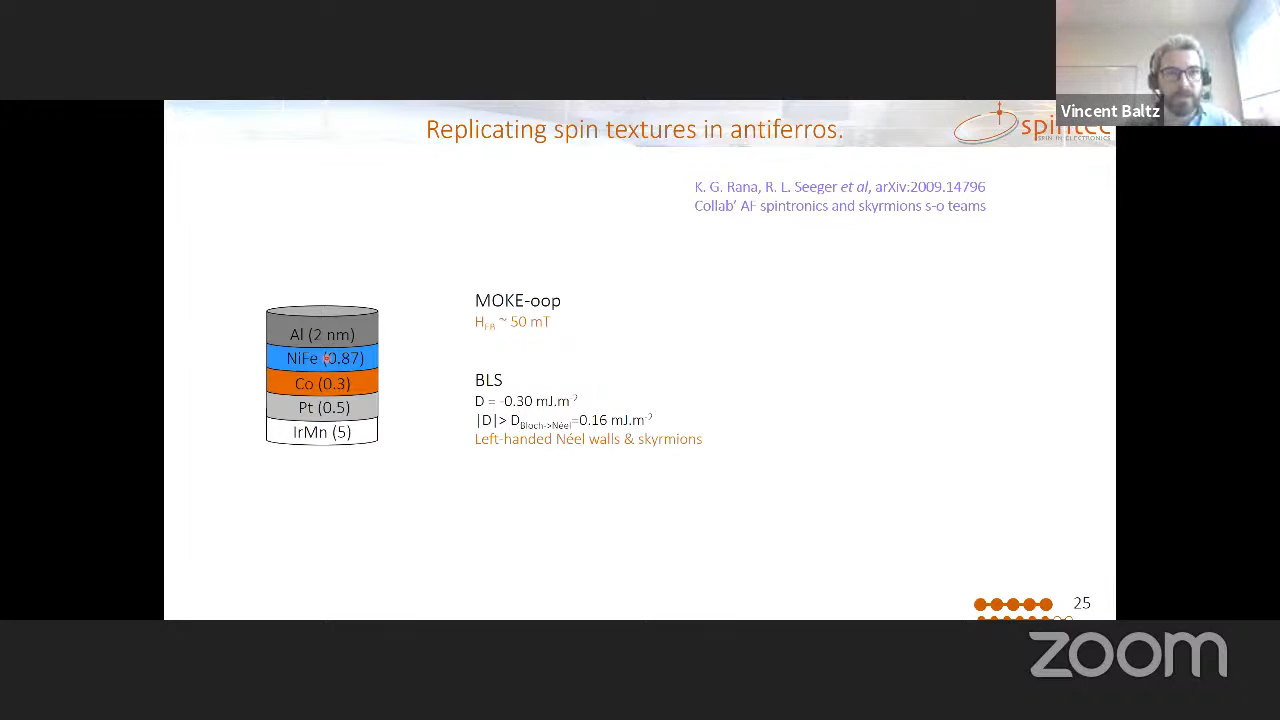 Vincent Baltz
Replicating spin textures in antiferros.
spintec
SPIN IN ELECTRONICS
K. G. Rana, R. L. Seeger et al, arXiv:2009.14796
Collab’ AF spintronics and skyrmions s-o teams
MOKE-oop
H_EB ~ 50 mT
Al (2 nm)
NiFe (0.87)
Co (0.3)
Pt (0.5)
IrMn (5)
BLS
D = -0.30 mJ.m⁻²
|D|> D_Bloch->Néel=0.16 mJ.m⁻²
Left-handed Néel walls & skyrmions
25
zoom